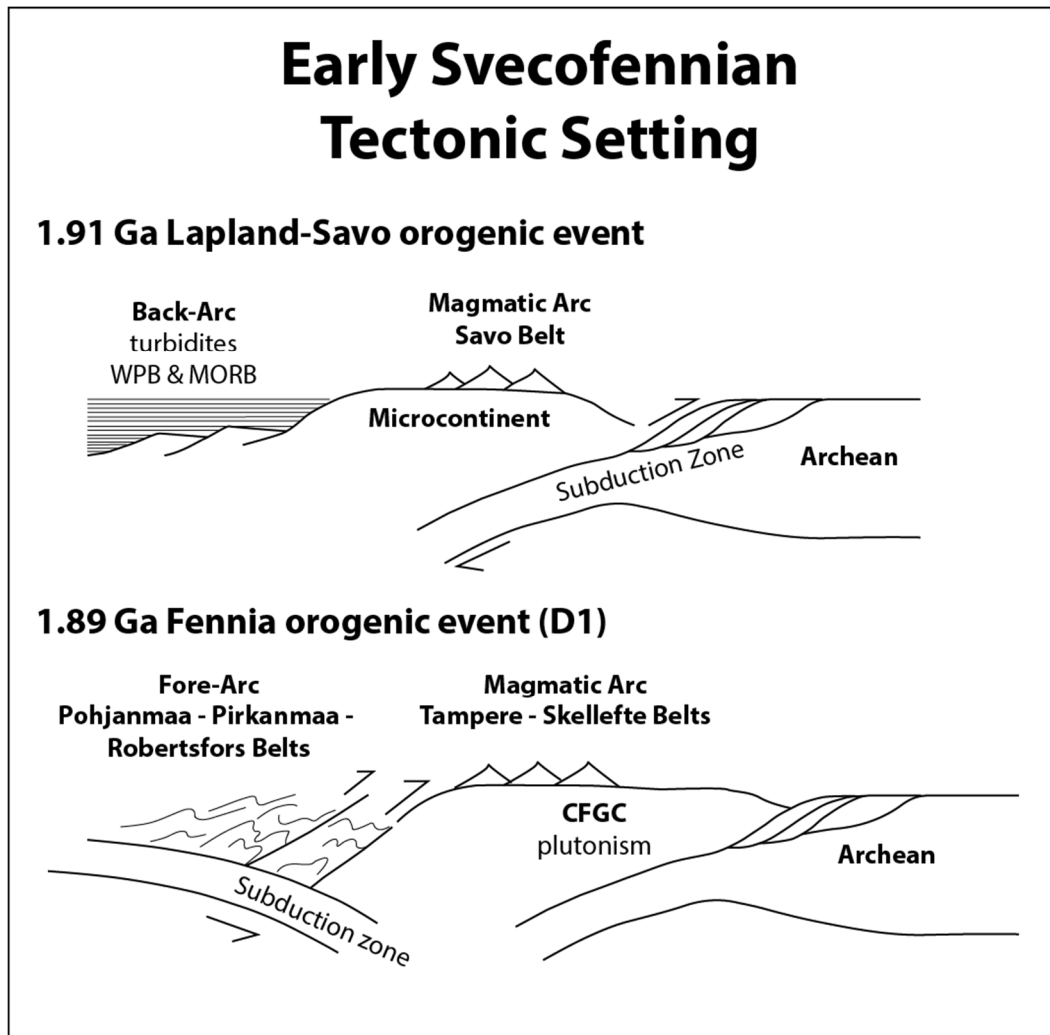 Early Svecofennian
Tectonic Setting
1.91 Ga Lapland-Savo orogenic event
Back-Arc
turbidites
WPB & MORB
Magmatic Arc
Savo Belt
Microcontinent
Subduction Zone
Archean
1.89 Ga Fennia orogenic event (D1)
Fore-Arc
Pohjanmaa - Pirkanmaa -
Robertsfors Belts
Magmatic Arc
Tampere - Skellefte Belts
CFGC
plutonism
Archean
Subduction zone